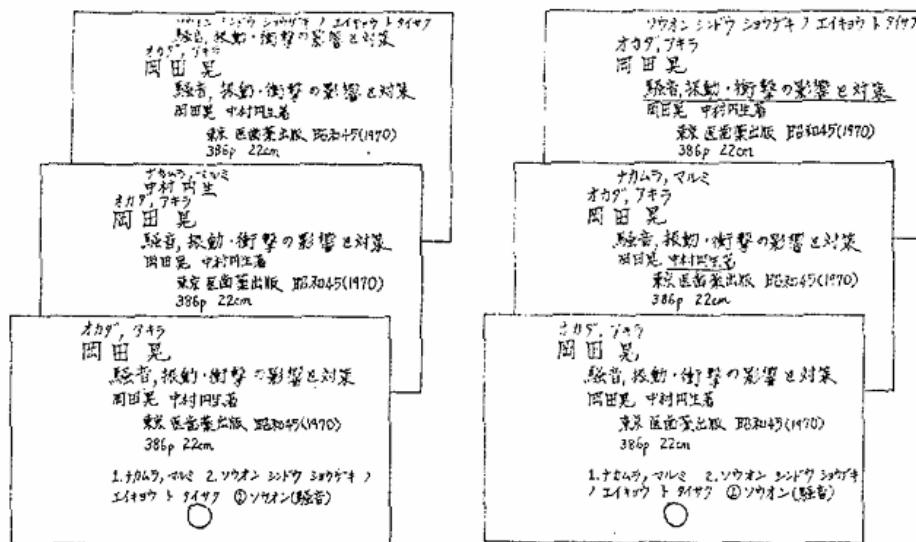 ソウオン シンドウ ショウゲキ ノ エイキョウ ト タイサク
騒音,振動・衝撃の影響と対策
オカダ,アキラ
岡田 晃
騒音,振動・衝撃の影響と対策
岡田晃 中村円生著
東京 医歯薬出版 昭和45(1970)
386p 22cm
ナカムラ,マルミ
中村 円生
オカダ,アキラ
岡田 晃
騒音,振動・衝撃の影響と対策
岡田晃 中村円生著
東京 医歯薬出版 昭和45(1970)
386p 22cm
オカダ,アキラ
岡田 晃
騒音,振動・衝撃の影響と対策
岡田晃 中村円生著
東京 医歯薬出版 昭和45(1970)
386p 22cm
1.ナカムラ,マルミ 2.ソウオン シンドウ ショウゲキ ノ
エイキョウ ト タイサク ①ソウオン(騒音)
ソウオン シンドウ ショウゲキ ノ エイキョウ ト タイサク
オカダ,アキラ
岡田 晃
騒音,振動・衝撃の影響と対策
岡田晃 中村円生著
東京 医歯薬出版 昭和45(1970)
386p 22cm
ナカムラ,マルミ
オカダ,アキラ
岡田 晃
騒音,振動・衝撃の影響と対策
岡田晃 中村円生著
東京 医歯薬出版 昭和45(1970)
386p 22cm
オカダ,アキラ
岡田 晃
騒音,振動・衝撃の影響と対策
岡田晃 中村円生著
東京 医歯薬出版 昭和45(1970)
386p 22cm
1.ナカムラ,マルミ 2.ソウオン シンドウ ショウゲキ
ノ エイキョウ ト タイサク ①ソウオン(騒音)